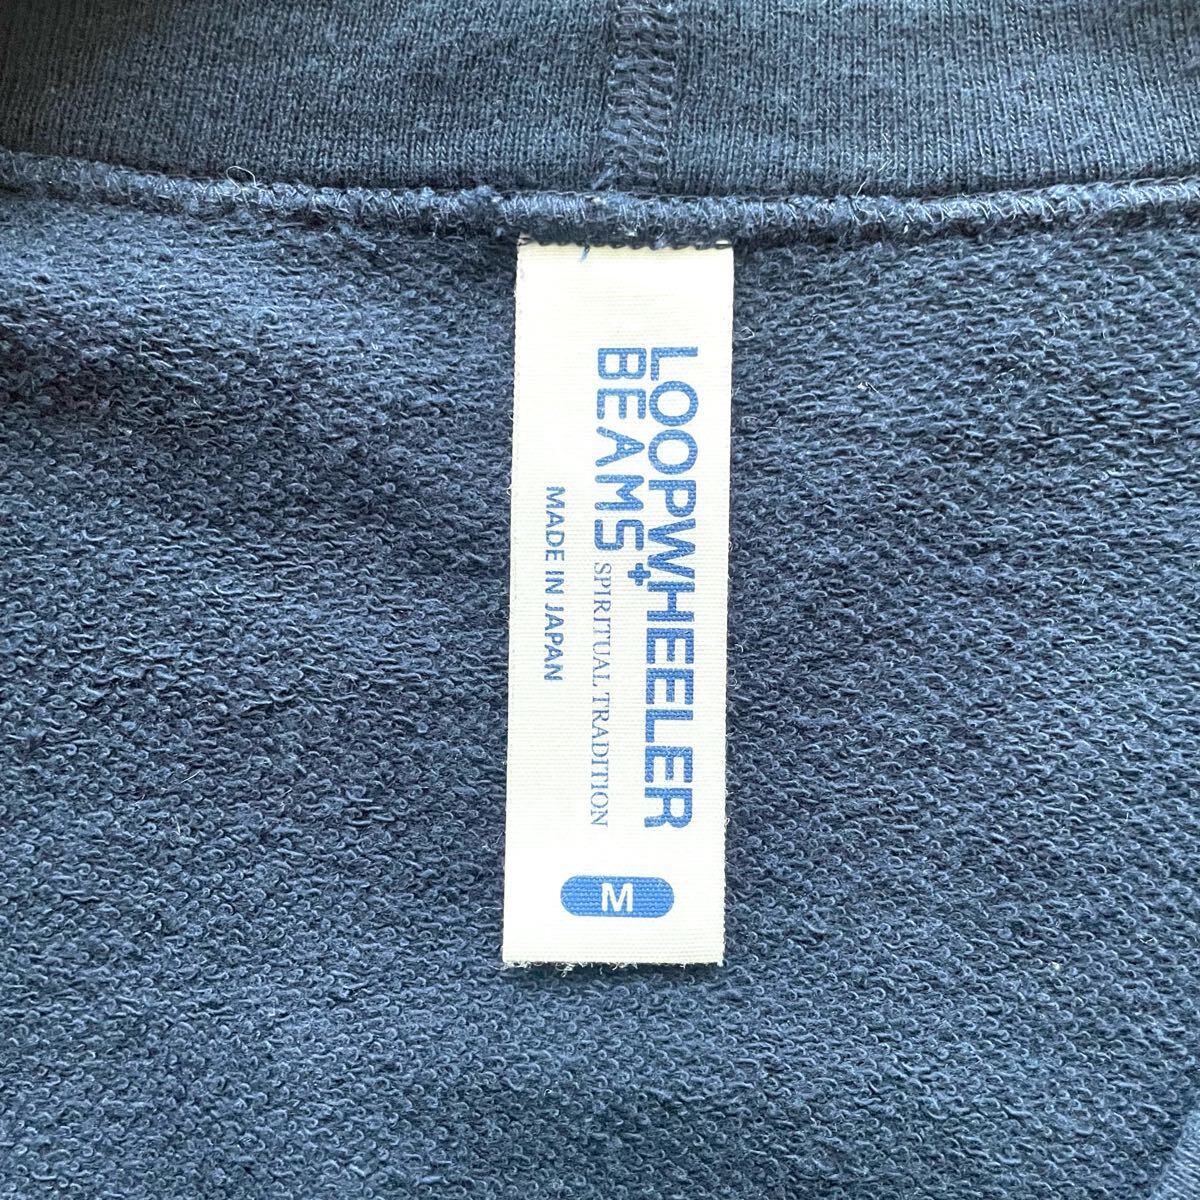 LOOPWHEELER
+
BEAMS
SPIRITUAL TRADITION
MADE IN JAPAN
M